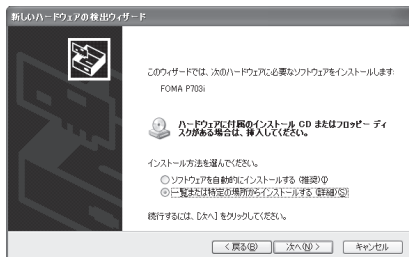 新しいハードウェアの検出ウィザード
このウィザードでは、次のハードウェアに必要なソフトウェアをインストールします:
FOMA P703i
ハードウェアに付属のインストール CD またはフロッピー ディ
スクがある場合は、挿入してください。
インストール方法を選んでください。
ソフトウェアを自動的にインストールする (推奨)(I)
一覧または特定の場所からインストールする (詳細)(S)
続行するには、[次へ] をクリックしてください。
< 戻る(B)
次へ(N) >
キャンセル